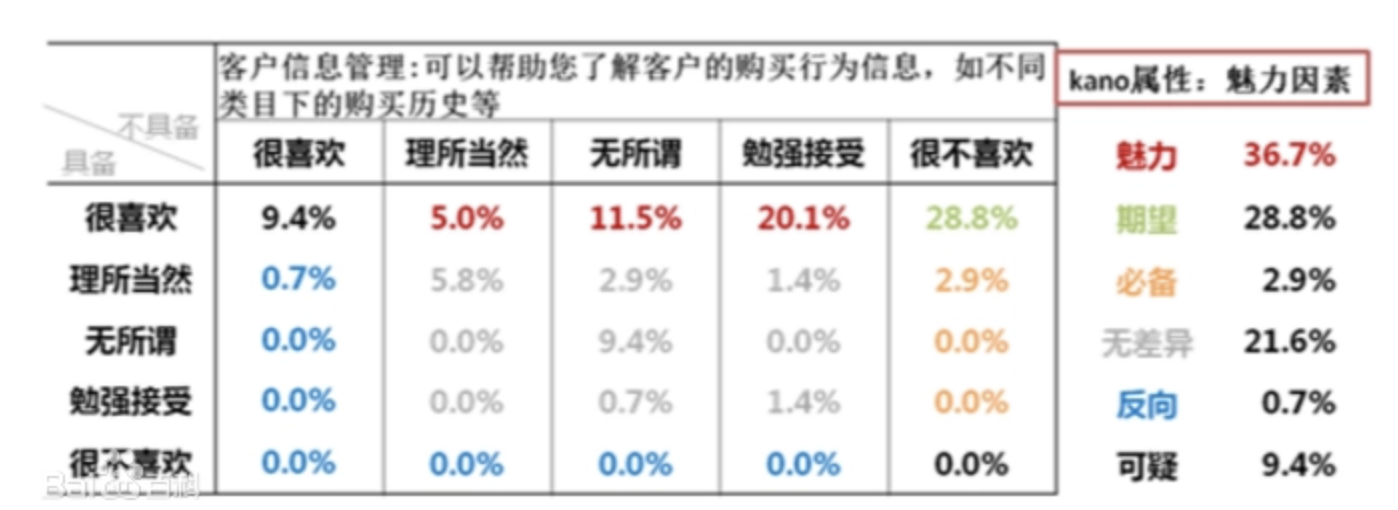 客户信息管理:可以帮助您了解客户的购买行为信息，如不同
类目下的购买历史等
kano属性：魅力因素
不具备
具备
很喜欢 理所当然 无所谓 勉强接受 很不喜欢
魅力 36.7%
很喜欢 9.4% 5.0% 11.5% 20.1% 28.8%
期望 28.8%
理所当然 0.7% 5.8% 2.9% 1.4% 2.9%
必备 2.9%
无所谓 0.0% 0.0% 9.4% 0.0% 0.0%
无差异 21.6%
勉强接受 0.0% 0.0% 0.7% 1.4% 0.0%
反向 0.7%
很不喜欢 0.0% 0.0% 0.0% 0.0% 0.0%
可疑 9.4%
Bai 百科